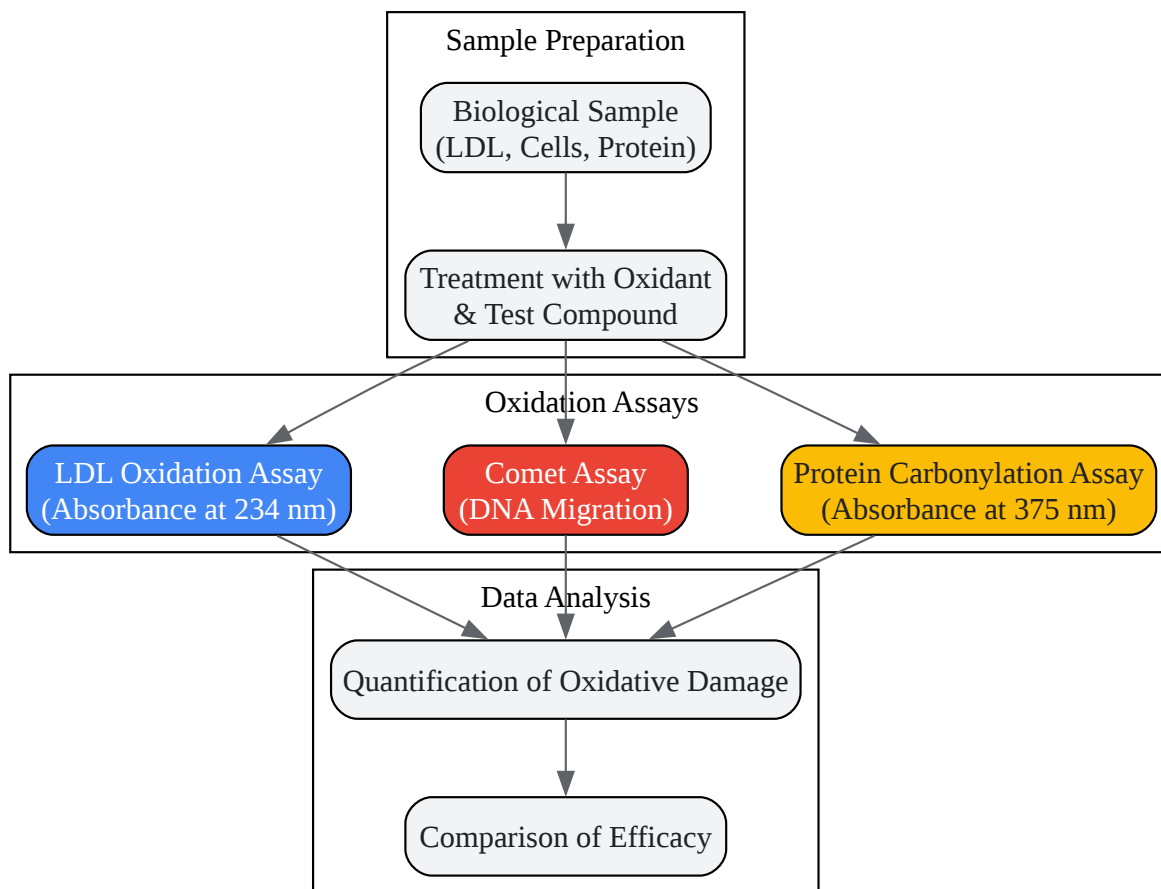 Sample Preparation
Biological Sample
(LDL, Cells, Protein)
Treatment with Oxidant
& Test Compound
Oxidation Assays
LDL Oxidation Assay
(Absorbance at 234 nm)
Comet Assay
(DNA Migration)
Protein Carbonylation Assay
(Absorbance at 375 nm)
Data Analysis
Quantification of Oxidative Damage
Comparison of Efficacy